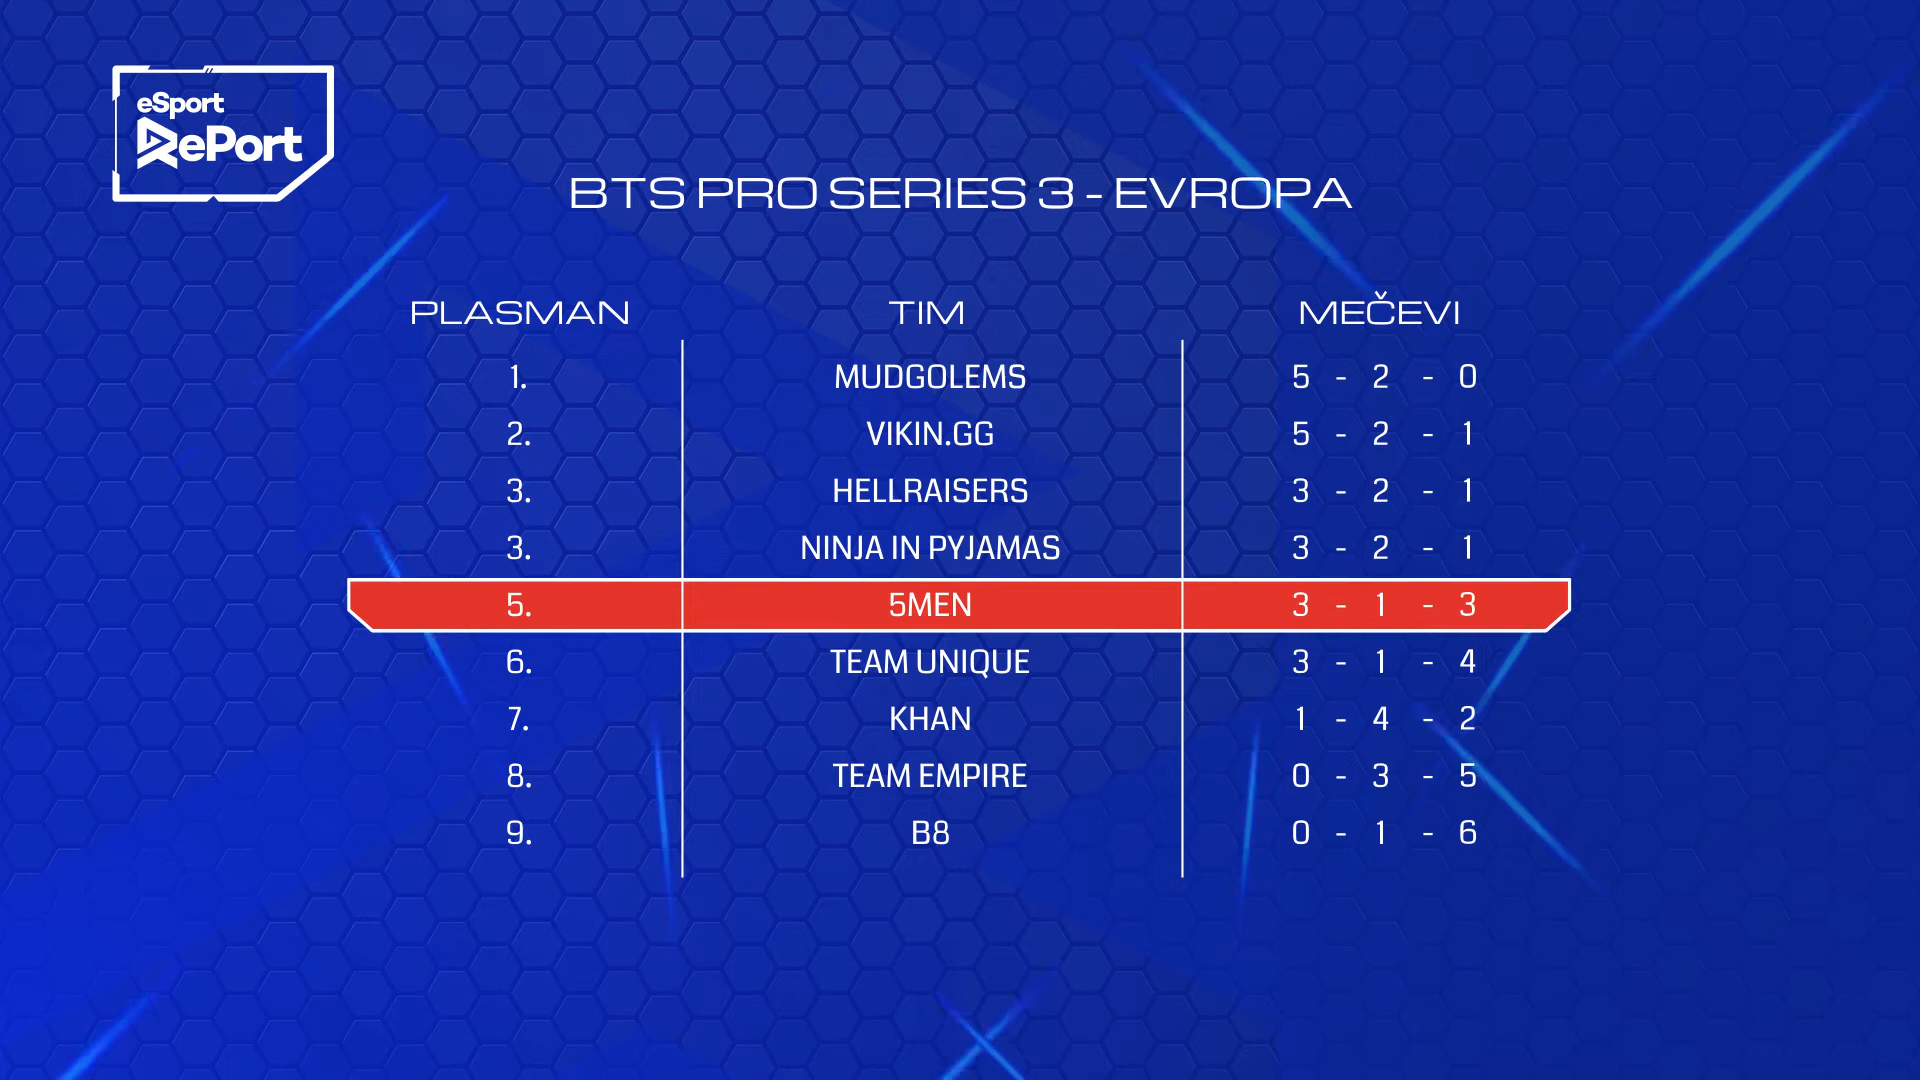 eSport
RePort
BTS PRO SERIES 3 - EVROPA
PLASMAN TIM MEČEVI
1. MUDGOLEMS 5 - 2 - 0
2. VIKIN.GG 5 - 2 - 1
3. HELLRAISERS 3 - 2 - 1
3. NINJA IN PYJAMAS 3 - 2 - 1
5. 5MEN 3 - 1 - 3
6. TEAM UNIQUE 3 - 1 - 4
7. KHAN 1 - 4 - 2
8. TEAM EMPIRE 0 - 3 - 5
9. B8 0 - 1 - 6